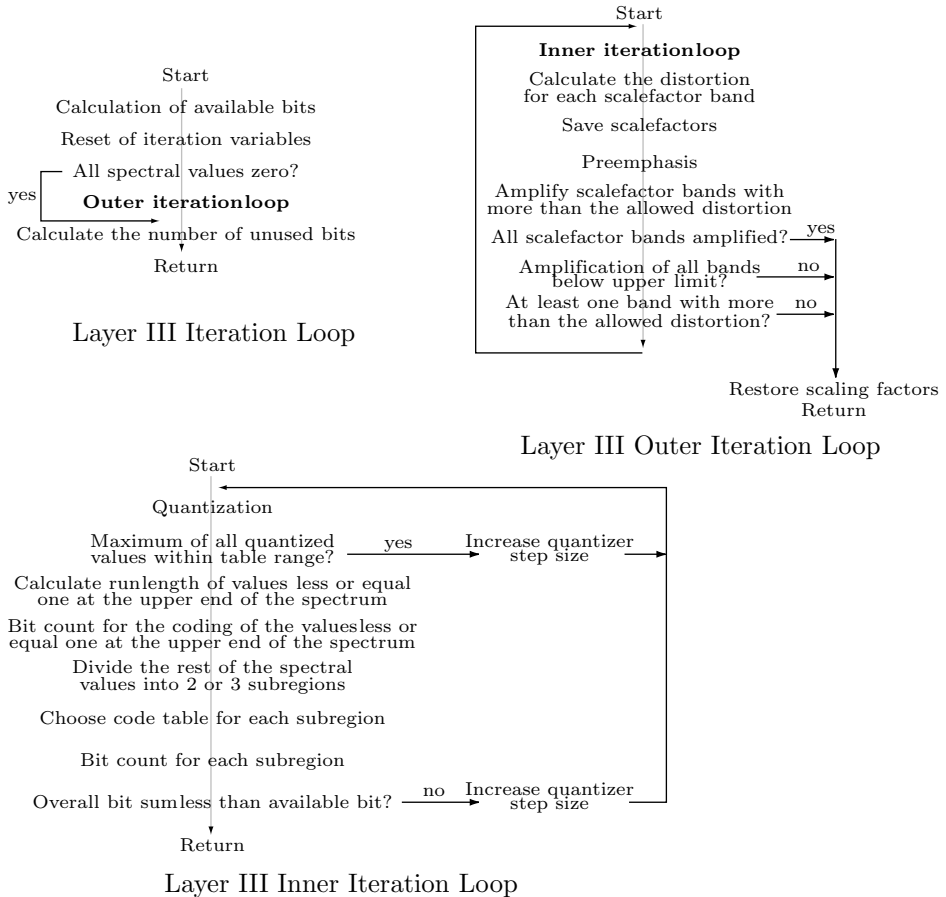 Start
Calculation of available bits
Reset of iteration variables
All spectral values zero?
yes
Outer iterationloop
Calculate the number of unused bits
Return
Layer III Iteration Loop
Start
Inner iterationloop
Calculate the distortion
for each scalefactor band
Save scalefactors
Preemphasis
Amplify scalefactor bands with
more than the allowed distortion
All scalefactor bands amplified?
yes
Amplification of all bands
below upper limit?
no
At least one band with more
than the allowed distortion?
no
Restore scaling factors
Return
Layer III Outer Iteration Loop
Start
Quantization
Maximum of all quantized
values within table range?
yes
Increase quantizer
step size
Calculate runlength of values less or equal
one at the upper end of the spectrum
Bit count for the coding of the valuesless or
equal one at the upper end of the spectrum
Divide the rest of the spectral
values into 2 or 3 subregions
Choose code table for each subregion
Bit count for each subregion
Overall bit sumless than available bit?
no
Increase quantizer
step size
Return
Layer III Inner Iteration Loop